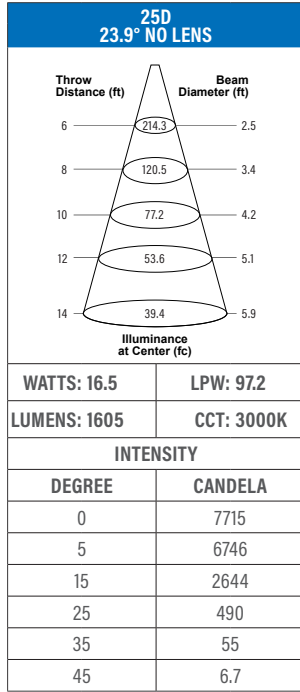 25D
23.9° NO LENS
Throw Distance (ft)
Beam Diameter (ft)
6 214.3 2.5
8 120.5 3.4
10 77.2 4.2
12 53.6 5.1
14 39.4 5.9
Illuminance
at Center (fc)
WATTS: 16.5 LPW: 97.2
LUMENS: 1605 CCT: 3000K
INTENSITY
DEGREE CANDELA
0 7715
5 6746
15 2644
25 490
35 55
45 6.7